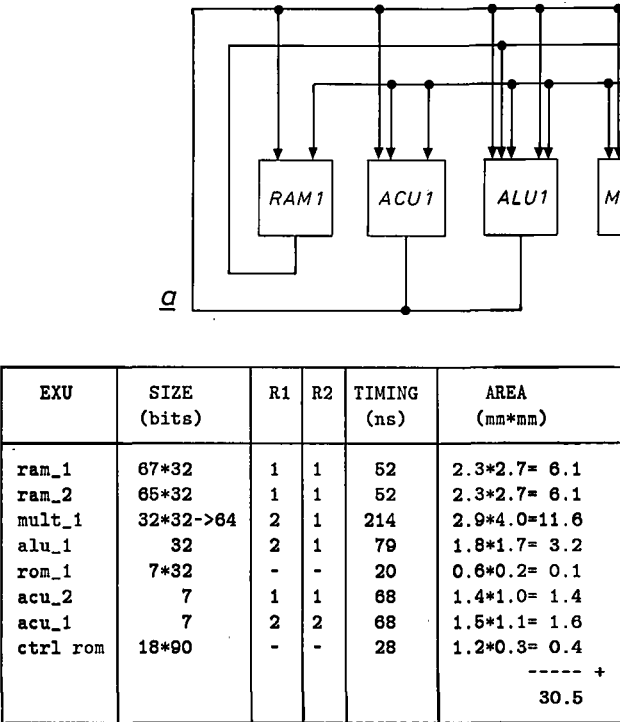 RAM1 ACU1 ALU1 M
a
EXU SIZE R1 R2 TIMING AREA
(bits) (ns) (mm*mm)
ram_1 67*32 1 1 52 2.3*2.7= 6.1
ram_2 65*32 1 1 52 2.3*2.7= 6.1
mult_1 32*32->64 2 1 214 2.9*4.0=11.6
alu_1 32 2 1 79 1.8*1.7= 3.2
rom_1 7*32 - - 20 0.6*0.2= 0.1
acu_2 7 1 1 68 1.4*1.0= 1.4
acu_1 7 2 2 68 1.5*1.1= 1.6
ctrl rom 18*90 - - 28 1.2*0.3= 0.4
----- +
30.5